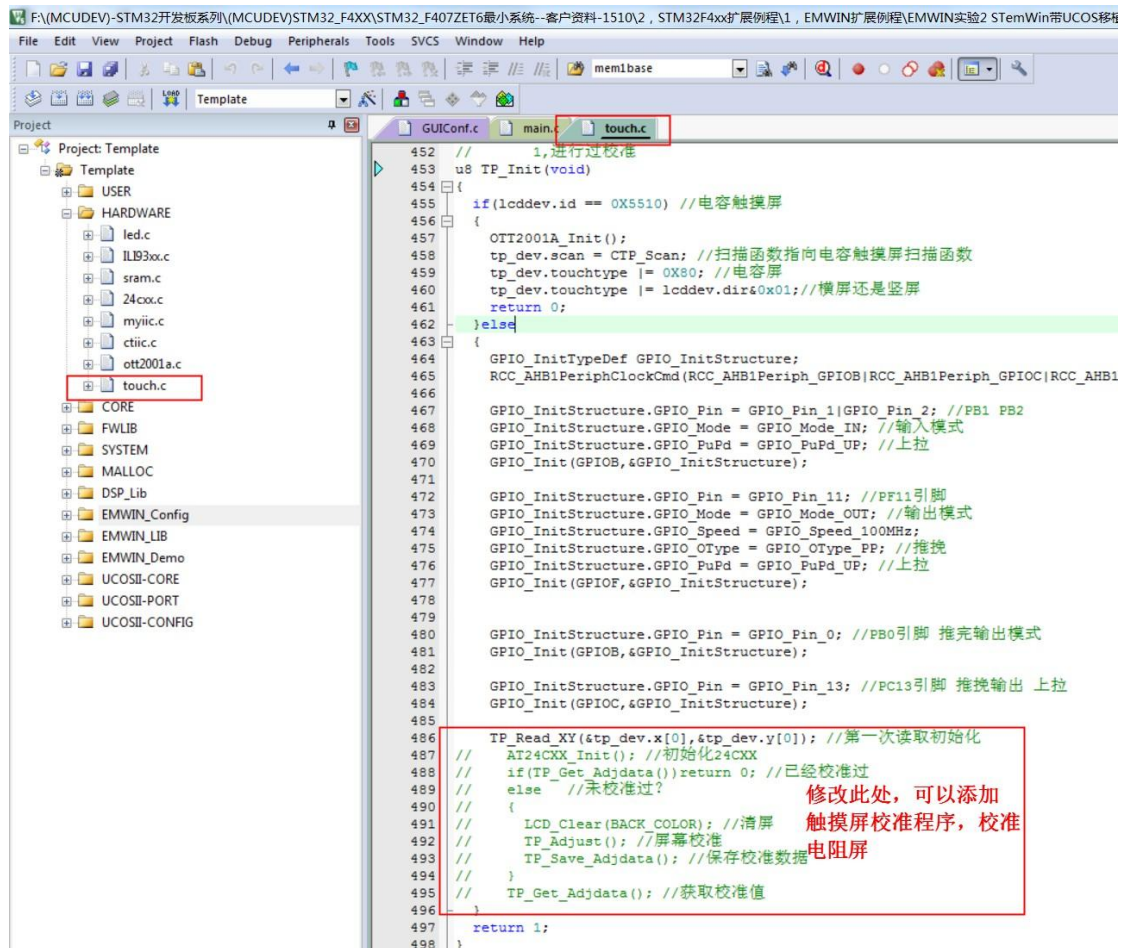 F:\(MCUDEV)-STM32开发板系列\(MCUDEV)STM32_F4XX\STM32_F407ZET6最小系统--客户资料-1510\2，STM32F4xx扩展例程\1，EMWIN扩展例程\EMWIN实验2 STemWin带UCOS移植
File Edit View Project Flash Debug Peripherals Tools SVCS Window Help
mem1base
LOAD
Template
Project
Project: Template
Template
USER
HARDWARE
led.c
ILI93xx.c
sram.c
24cxx.c
myiic.c
ctiic.c
ott2001a.c
touch.c
CORE
FWLIB
SYSTEM
MALLOC
DSP_Lib
EMWIN_Config
EMWIN_LIB
EMWIN_Demo
UCOSII-CORE
UCOSII-PORT
UCOSII-CONFIG
GUIConf.c main.c touch.c
452 // 1,进行过校准
453 u8 TP_Init(void)
454 {
455 if(lcddev.id == 0X5510) //电容触摸屏
456 {
457 OTT2001A_Init();
458 tp_dev.scan = CTP_Scan; //扫描函数指向电容触摸屏扫描函数
459 tp_dev.touchtype |= 0X80; //电容屏
460 tp_dev.touchtype |= lcddev.dir&0x01;//横屏还是竖屏
461 return 0;
462 }else
463 {
464 GPIO_InitTypeDef GPIO_InitStructure;
465 RCC_AHB1PeriphClockCmd(RCC_AHB1Periph_GPIOB|RCC_AHB1Periph_GPIOC|RCC_AHB1
466
467 GPIO_InitStructure.GPIO_Pin = GPIO_Pin_1|GPIO_Pin_2; //PB1 PB2
468 GPIO_InitStructure.GPIO_Mode = GPIO_Mode_IN; //输入模式
469 GPIO_InitStructure.GPIO_PuPd = GPIO_PuPd_UP; //上拉
470 GPIO_Init(GPIOB,&GPIO_InitStructure);
471
472 GPIO_InitStructure.GPIO_Pin = GPIO_Pin_11; //PF11引脚
473 GPIO_InitStructure.GPIO_Mode = GPIO_Mode_OUT; //输出模式
474 GPIO_InitStructure.GPIO_Speed = GPIO_Speed_100MHz;
475 GPIO_InitStructure.GPIO_OType = GPIO_OType_PP; //推挽
476 GPIO_InitStructure.GPIO_PuPd = GPIO_PuPd_UP; //上拉
477 GPIO_Init(GPIOF,&GPIO_InitStructure);
478
479
480 GPIO_InitStructure.GPIO_Pin = GPIO_Pin_0; //PB0引脚 推完输出模式
481 GPIO_Init(GPIOB,&GPIO_InitStructure);
482
483 GPIO_InitStructure.GPIO_Pin = GPIO_Pin_13; //PC13引脚 推挽输出 上拉
484 GPIO_Init(GPIOC,&GPIO_InitStructure);
485
486 TP_Read_XY(&tp_dev.x[0],&tp_dev.y[0]); //第一次读取初始化
487 // AT24CXX_Init(); //初始化24CXX
488 // if(TP_Get_Adjdata())return 0; //已经校准过
489 // else //未校准过?
490 // {
491 // LCD_Clear(BACK_COLOR); //清屏
492 // TP_Adjust(); //屏幕校准
493 // TP_Save_Adjdata(); //保存校准数据
494 // }
495 // TP_Get_Adjdata(); //获取校准值
496 }
497 return 1;
498 }
修改此处，可以添加
触摸屏校准程序，校准
电阻屏